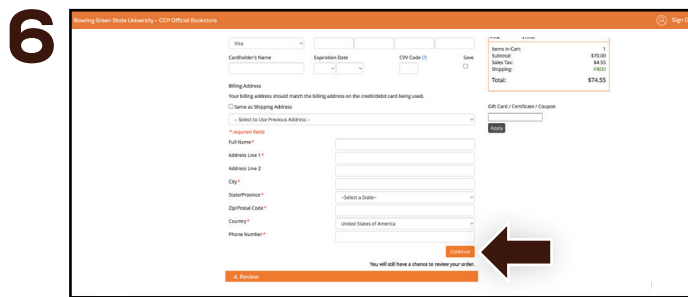 6
Bowling Green State University - CCP Official Bookstore
Visa
Cardholder's Name Expiration Date CVV Code (?) Save
Billing Address
Your billing address should match the billing address on the credit/debit card being used.
Same as Shipping Address
-- Select to Use Previous Address --
* required fields
Full Name*
Address Line 1 *
Address Line 2
City*
State/Province*
--Select a State--
Zip/Postal Code*
Country*
United States of America
Phone Number*
Continue
You will still have a chance to review your order.
4. Review
Items in Cart: 1
Subtotal: $70.00
Sales Tax: $4.55
Shipping: FREE!
Total: $74.55
Gift Card / Certificate / Coupon
Apply